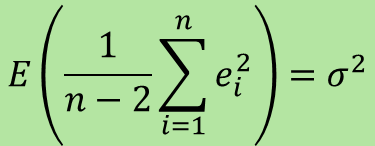 E(1/(n − 2) ∑_{i=1}^{n} e_i^2) = σ^2